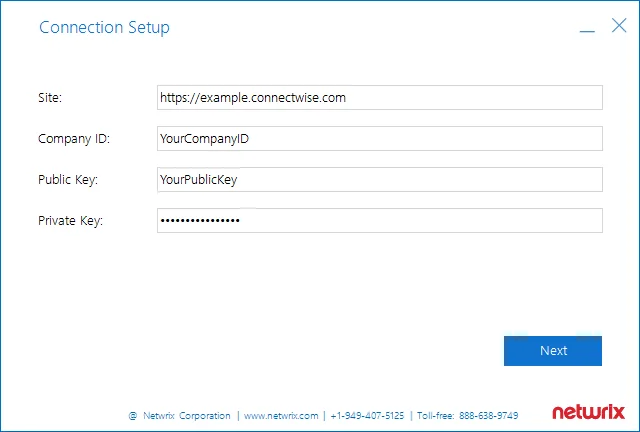 Connection Setup
Site: https://example.connectwise.com
Company ID: YourCompanyID
Public Key: YourPublicKey
Private Key: ••••••••••••••••
Next
@ Netwrix Corporation | www.netwrix.com | +1-949-407-5125 | Toll-free: 888-638-9749
netwrix